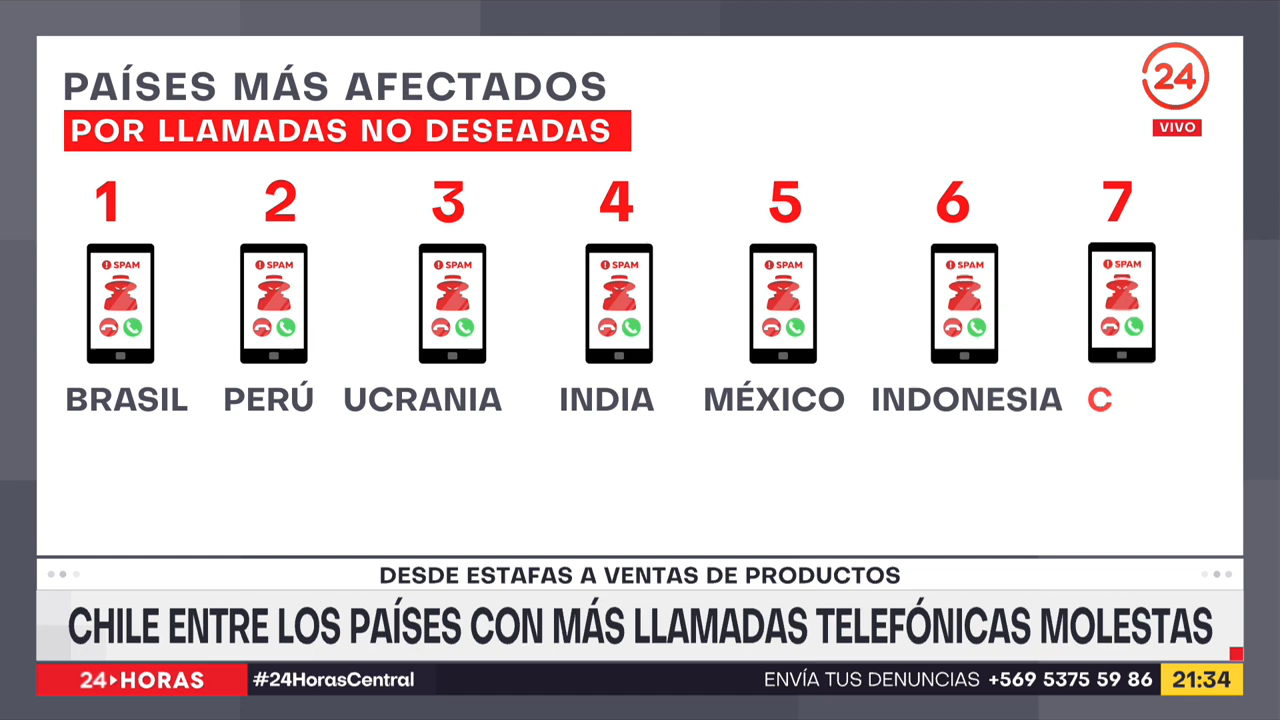 PAÍSES MÁS AFECTADOS
POR LLAMADAS NO DESEADAS
24
VIVO
1 2 3 4 5 6 7
SPAM SPAM SPAM SPAM SPAM SPAM SPAM
BRASIL PERÚ UCRANIA INDIA MÉXICO INDONESIA C
DESDE ESTAFAS A VENTAS DE PRODUCTOS
CHILE ENTRE LOS PAÍSES CON MÁS LLAMADAS TELEFÓNICAS MOLESTAS
24 HORAS #24HorasCentral ENVÍA TUS DENUNCIAS +569 5375 59 86 21:34